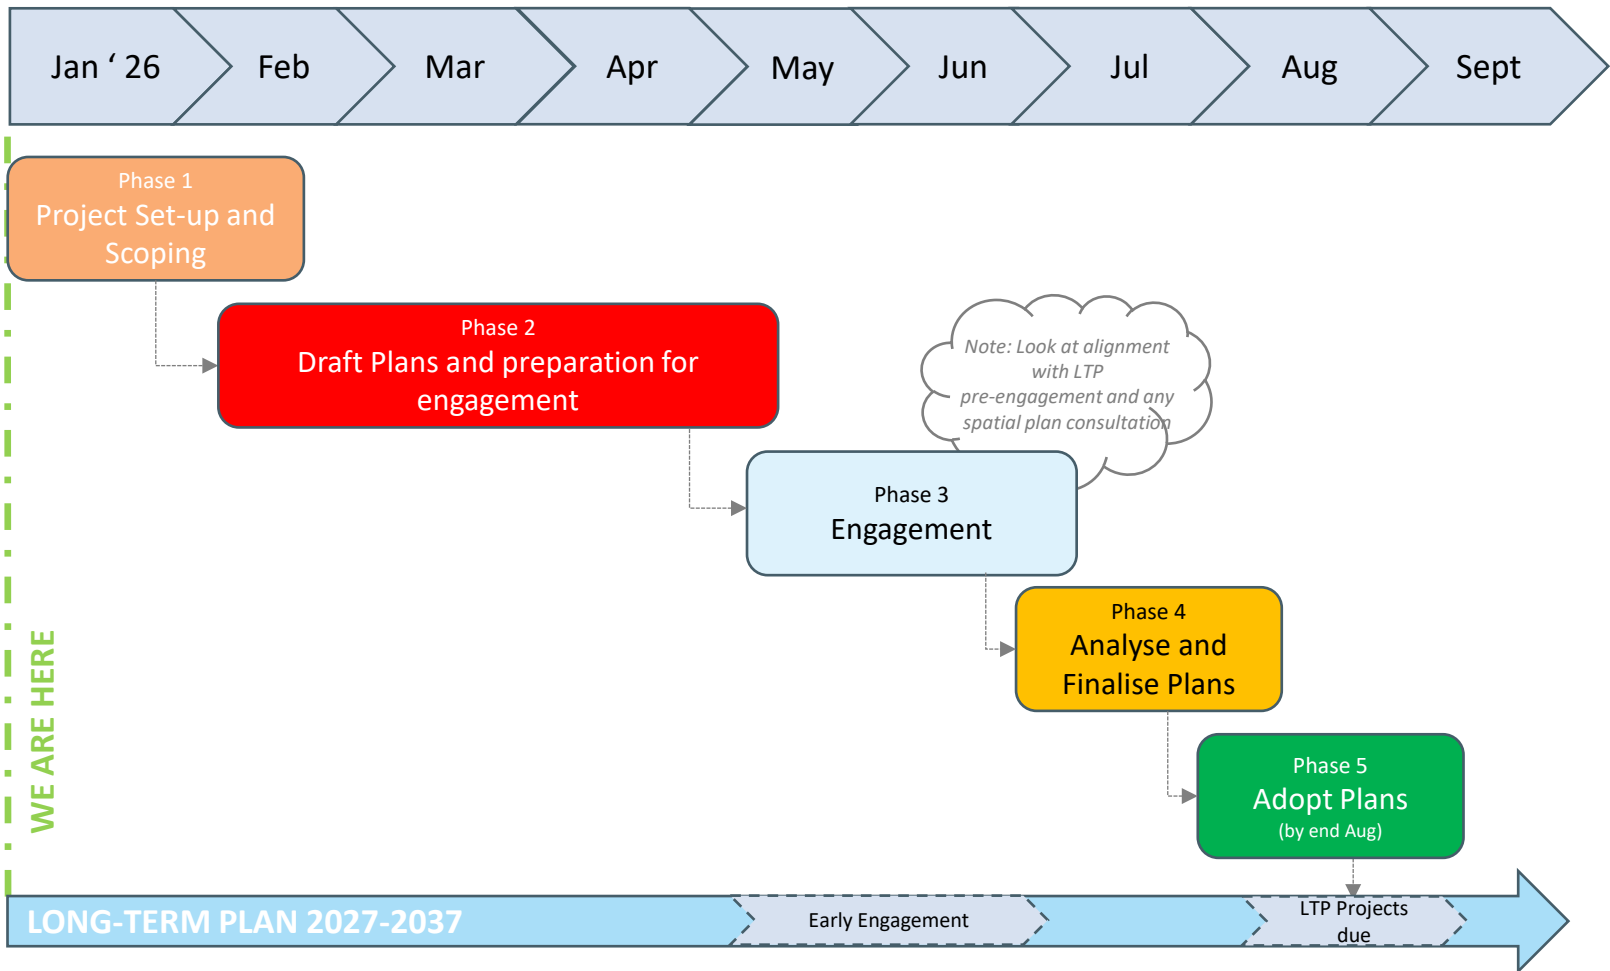 Jan ‘ 26
Feb
Mar
Apr
May
Jun
Jul
Aug
Sept
Phase 1
Project Set-up and
Scoping
Phase 2
Draft Plans and preparation for
engagement
Note: Look at alignment
with LTP
pre-engagement and any
spatial plan consultation
Phase 3
Engagement
Phase 4
Analyse and
Finalise Plans
Phase 5
Adopt Plans
(by end Aug)
WE ARE HERE
LONG-TERM PLAN 2027-2037
Early Engagement
LTP Projects
due